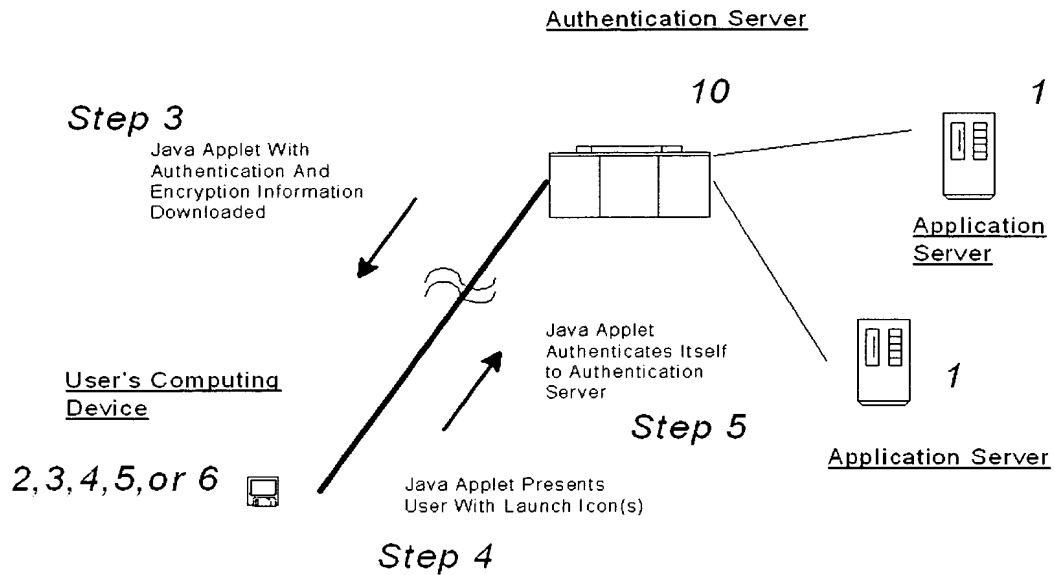 Authentication Server
10
1
Step 3
Java Applet With
Authentication And
Encryption Information
Downloaded
Application
Server
Java Applet
Authenticates Itself
to Authentication
Server
Step 5
1
Application Server
User's Computing
Device
2,3,4,5,or 6
Java Applet Presents
User With Launch Icon(s)
Step 4